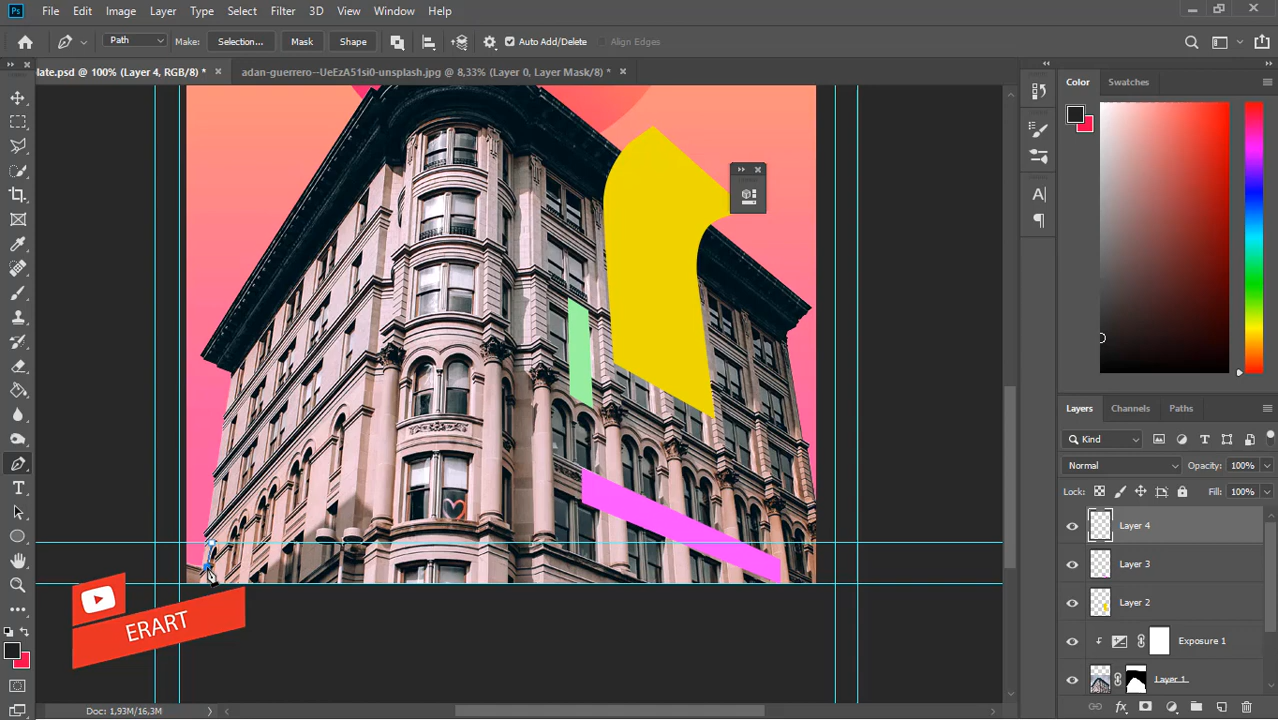 Ps File Edit Image Layer Type Select Filter 3D View Window Help
Path Make: Selection... Mask Shape Auto Add/Delete Align Edges
late.psd @ 100% (Layer 4, RGB/8) * × adan-guerrero--UeEzA51si0-unsplash.jpg @ 8,33% (Layer 0, Layer Mask/8) * ×
Color Swatches
A
Layers Channels Paths
Kind T
Normal Opacity: 100%
Lock: Fill: 100%
Layer 4
Layer 3
Layer 2
Exposure 1
Layer 1
fx
T
ERART
Doc: 1,93M/16,3M